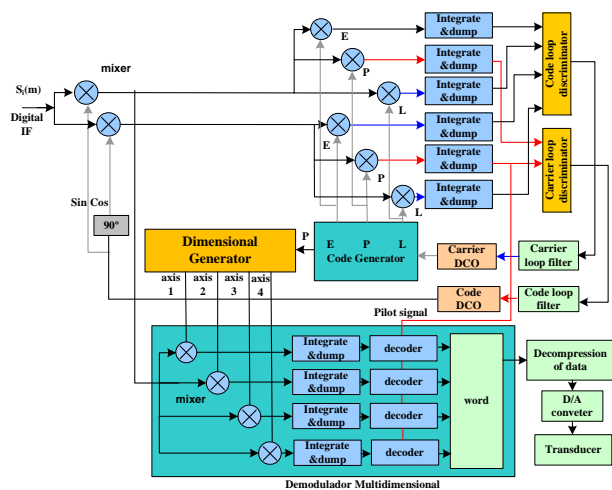 mixer
Sᵢ(m)
Digital
IF
E
P
L
E
P
L
Integrate
&dump
Integrate
&dump
Integrate
&dump
Integrate
&dump
Integrate
&dump
Integrate
&dump
Code loop
discriminator
Carrier loop
discriminator
Sin Cos
90º
Dimensional
Generator
P
E P L
Code Generator
Carrier
DCO
Carrier
loop filter
Code
DCO
Code loop
filter
axis
1
axis
2
axis
3
axis
4
Pilot signal
mixer
Integrate
&dump
decoder
Integrate
&dump
decoder
Integrate
&dump
decoder
Integrate
&dump
decoder
word
Decompression
of data
D/A
conveter
Transducer
Demodulador Multidimensional